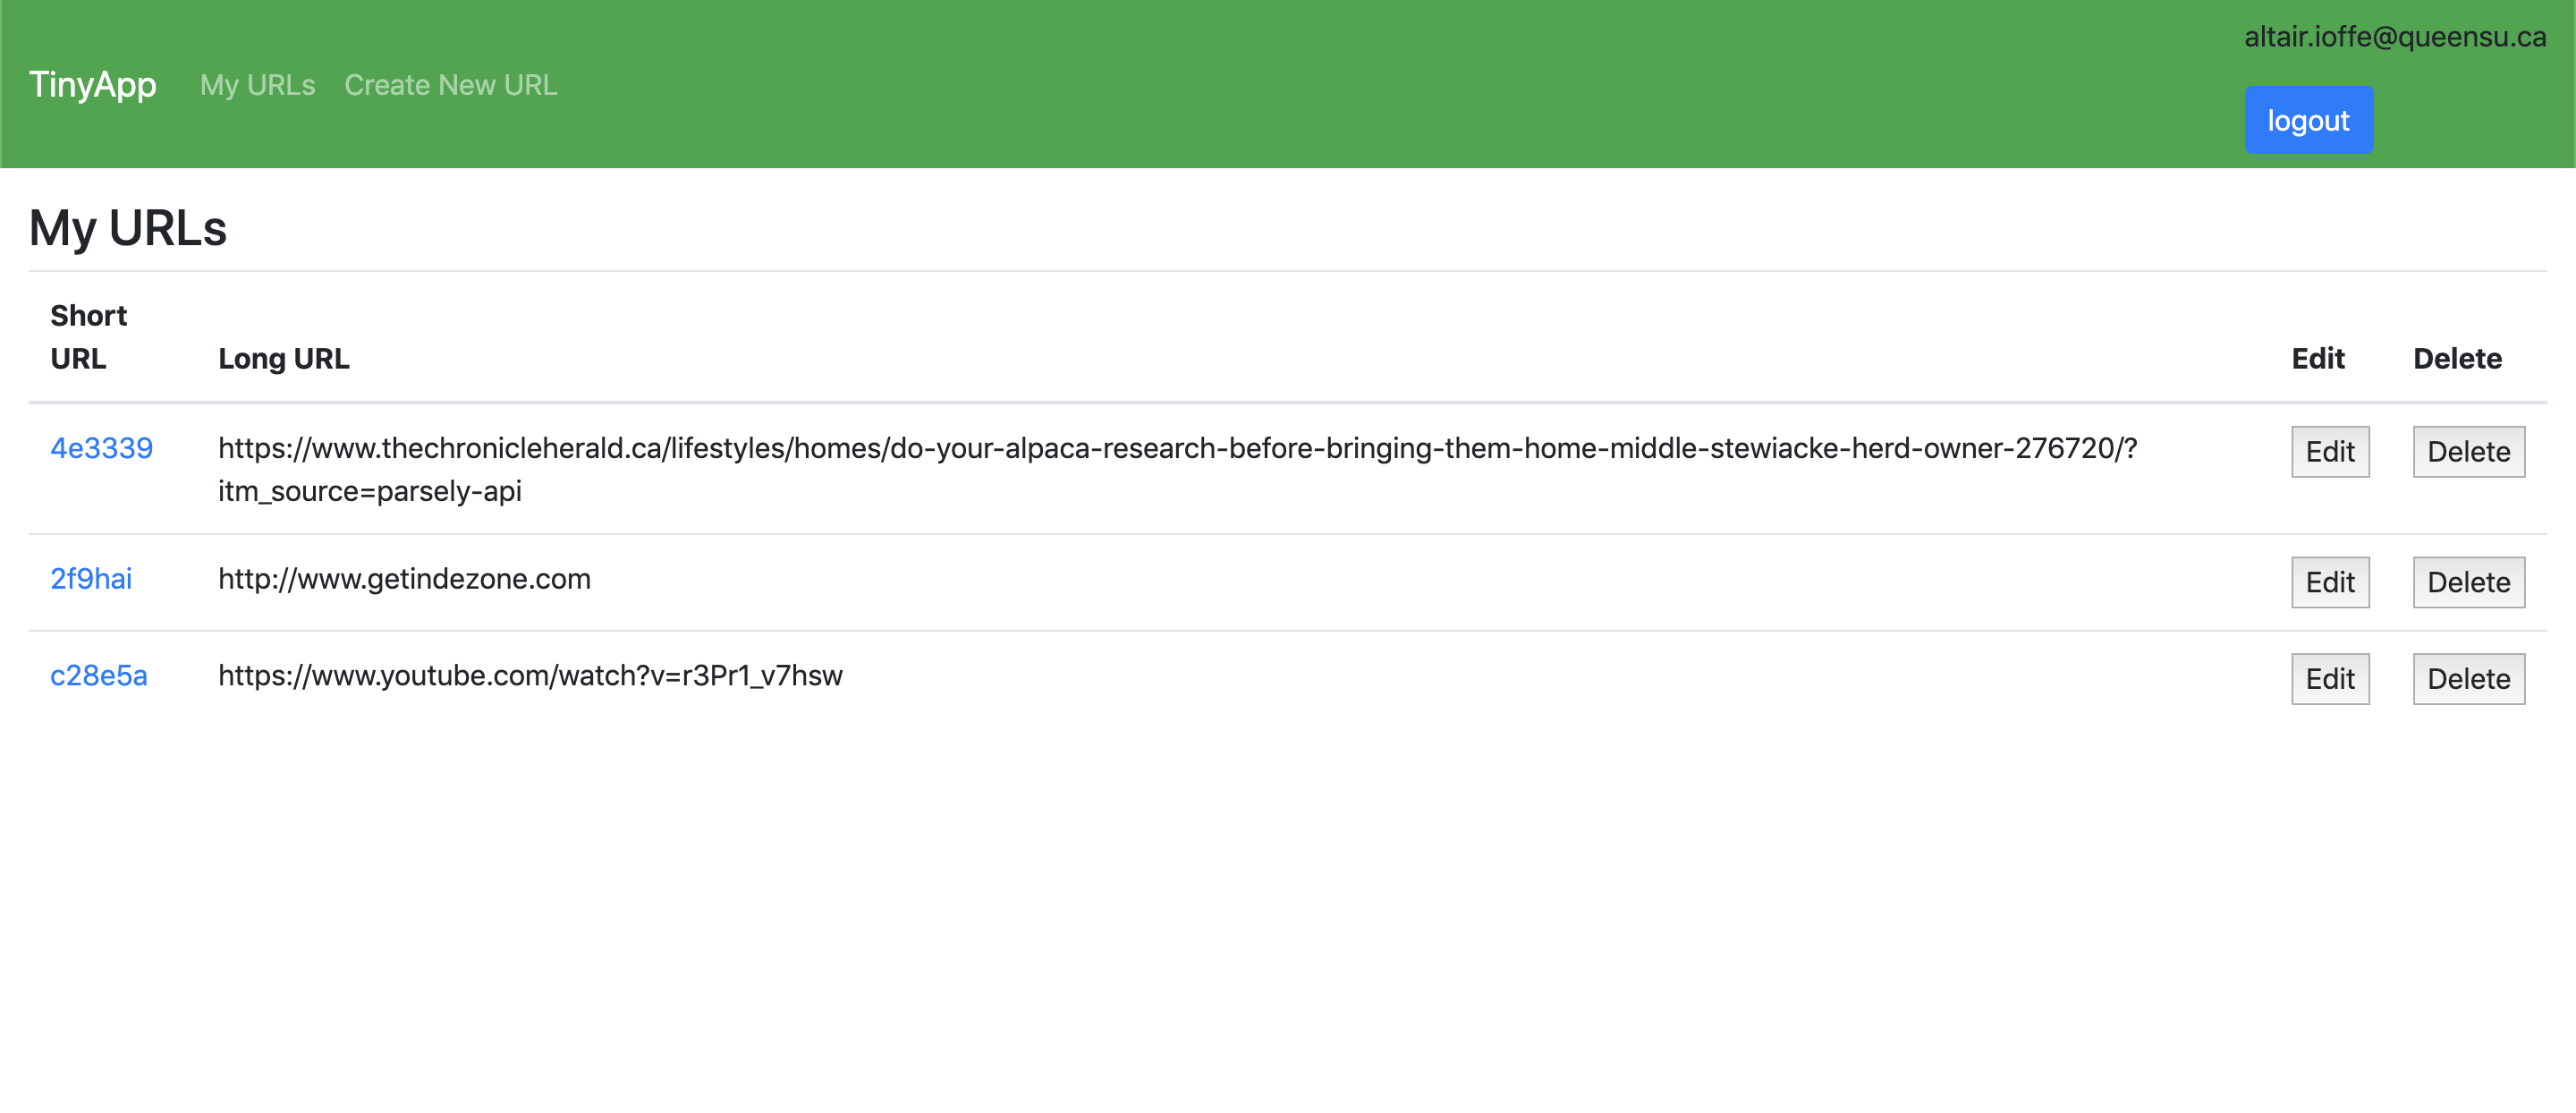 altair.ioffe@queensu.ca
TinyApp My URLs Create New URL
logout
My URLs
Short
URL Long URL Edit Delete
4e3339 https://www.thechronicleherald.ca/lifestyles/homes/do-your-alpaca-research-before-bringing-them-home-middle-stewiacke-herd-owner-276720/? Edit Delete
itm_source=parsely-api
2f9hai http://www.getindezone.com Edit Delete
c28e5a https://www.youtube.com/watch?v=r3Pr1_v7hsw Edit Delete